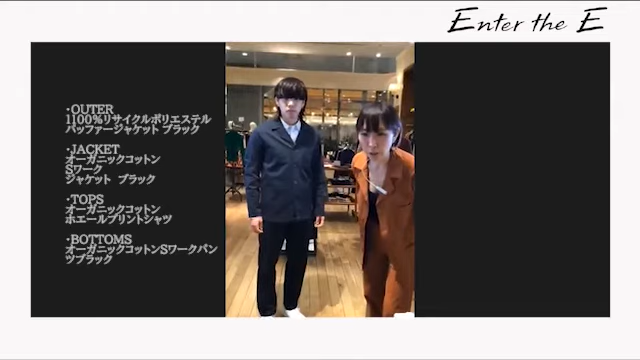 Enter the E
・OUTER
1100%リサイクルポリエステル
パッファージャケット ブラック
・JACKET
オーガニックコットン
Sワーク
ジャケット ブラック
・TOPS
オーガニックコットン
ホエールプリントシャツ
・BOTTOMS
オーガニックコットンSワークパン
ツブラック